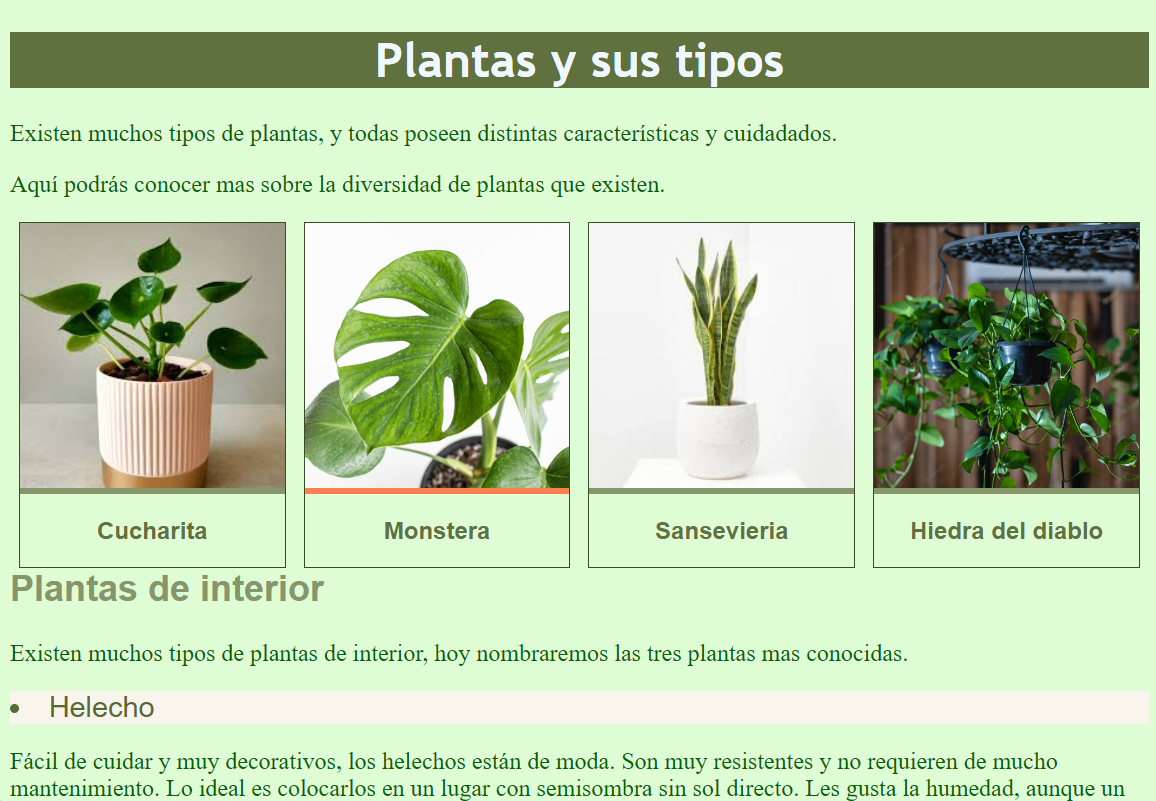 Plantas y sus tipos
Existen muchos tipos de plantas, y todas poseen distintas características y cuidadados.
Aquí podrás conocer mas sobre la diversidad de plantas que existen.
Cucharita
Monstera
Sansevieria
Hiedra del diablo
Plantas de interior
Existen muchos tipos de plantas de interior, hoy nombraremos las tres plantas mas conocidas.
• Helecho
Fácil de cuidar y muy decorativos, los helechos están de moda. Son muy resistentes y no requieren de mucho
mantenimiento. Lo ideal es colocarlos en un lugar con semisombra sin sol directo. Les gusta la humedad, aunque un